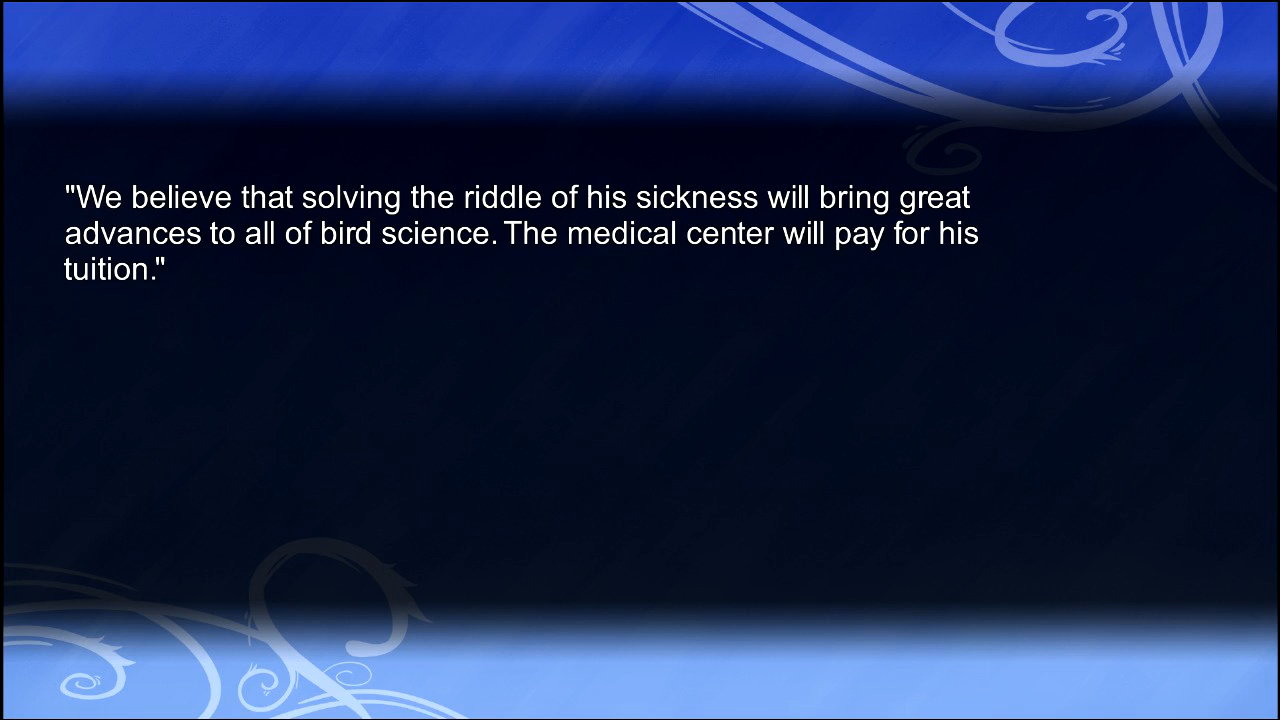 "We believe that solving the riddle of his sickness will bring great
advances to all of bird science. The medical center will pay for his
tuition."